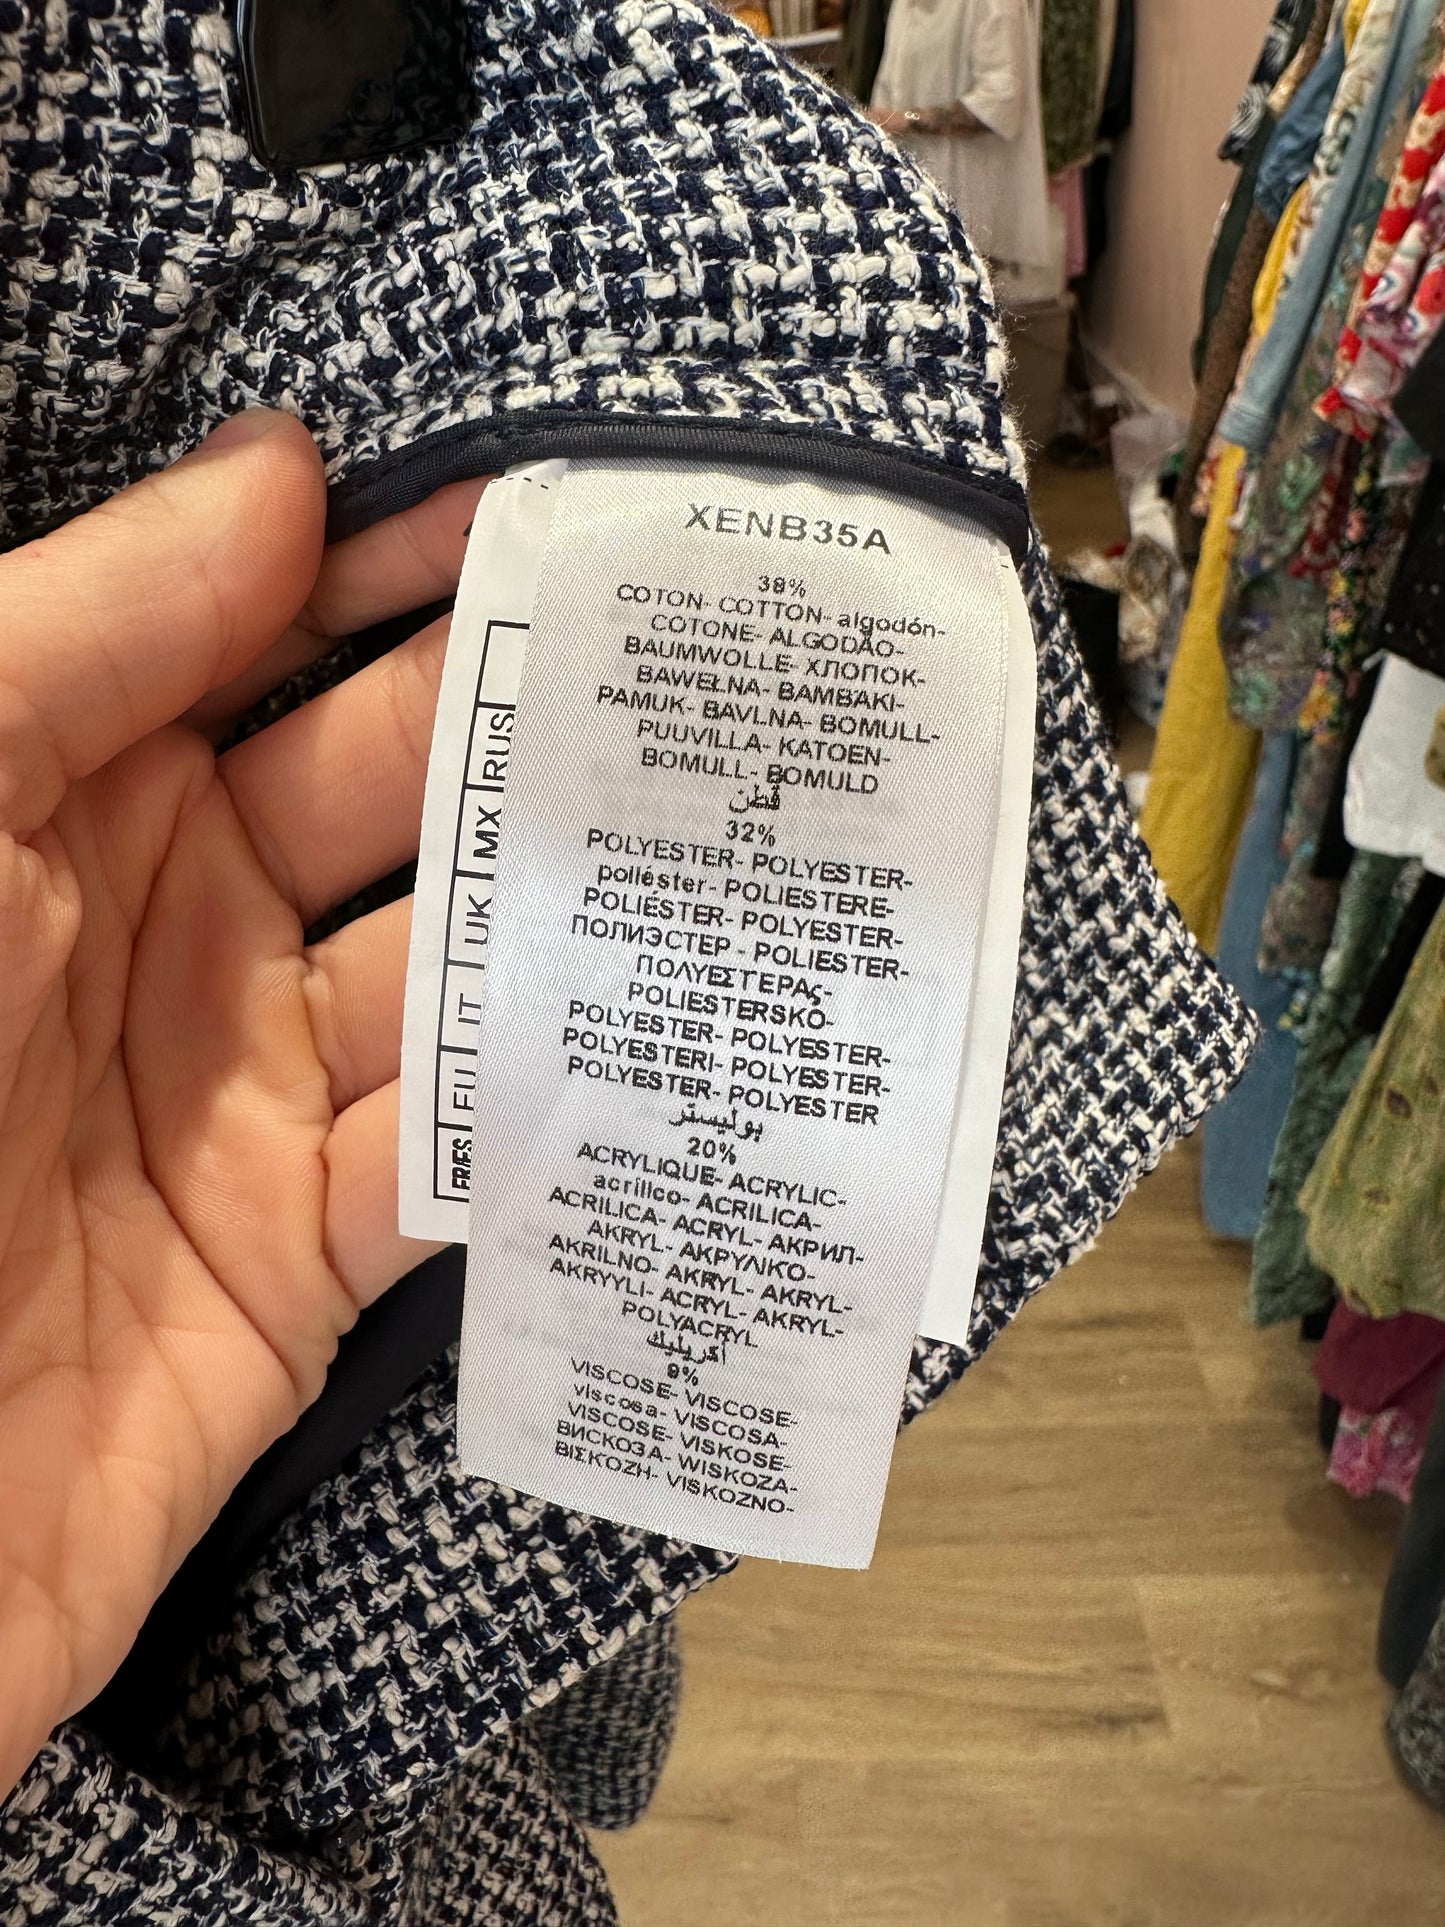 XENB35A
38%
COTON- COTTON- algodón-
COTONE- ALGODÃO-
BAUMWOLLE- ХЛОПОК-
BAWEŁNA- BAMBAKI-
PAMUK- BAVLNA- BOMULL-
PUUVILLA- KATOEN-
BOMULL- BOMULD
قطن
32%
POLYESTER- POLYESTER-
poliéster- POLIESTERE-
POLIÉSTER- POLYESTER-
ПОЛИЭСТЕР - POLIESTER-
ΠΟΛΥΕΣΤΕΡΑς-
POLIESTERSKO-
POLYESTER- POLYESTER-
POLYESTERI- POLYESTER-
POLYESTER- POLYESTER
بوليستر
20%
ACRYLIQUE- ACRYLIC-
acrílico- ACRILICA-
ACRILICA- ACRYL- АКРИЛ-
AKRYL- ΑΚΡΥΛΙΚΟ-
AKRILNO- AKRYL- AKRYL-
AKRYYLI- ACRYL- AKRYL-
POLYACRYL
أكريليك
9%
VISCOSE- VISCOSE-
viscosa- VISCOSA-
VISCOSE- VISKOSE-
ВИСКОЗА- WISKOZA-
ΒΙΣΚΟΖΗ- VISKOZNO-
FR/ES EU IT UK MX RUS